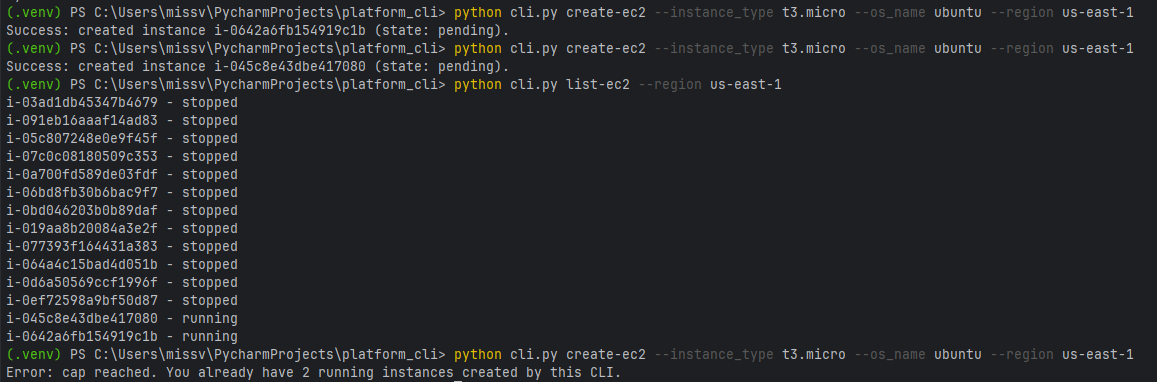 (.venv) PS C:\Users\missv\PycharmProjects\platform_cli> python cli.py create-ec2 --instance_type t3.micro --os_name ubuntu --region us-east-1
Success: created instance i-0642a6fb154919c1b (state: pending).
(.venv) PS C:\Users\missv\PycharmProjects\platform_cli> python cli.py create-ec2 --instance_type t3.micro --os_name ubuntu --region us-east-1
Success: created instance i-045c8e43dbe417080 (state: pending).
(.venv) PS C:\Users\missv\PycharmProjects\platform_cli> python cli.py list-ec2 --region us-east-1
i-03ad1db45347b4679 - stopped
i-091eb16aaaf14ad83 - stopped
i-05c807248e0e9f45f - stopped
i-07c0c08180509c353 - stopped
i-0a700fd589de03fdf - stopped
i-06bd8fb30b6bac9f7 - stopped
i-0bd046203b0b89daf - stopped
i-019aa8b20084a3e2f - stopped
i-077393f164431a383 - stopped
i-064a4c15bad4d051b - stopped
i-0d6a50569ccf1996f - stopped
i-0ef72598a9bf50d87 - stopped
i-045c8e43dbe417080 - running
i-0642a6fb154919c1b - running
(.venv) PS C:\Users\missv\PycharmProjects\platform_cli> python cli.py create-ec2 --instance_type t3.micro --os_name ubuntu --region us-east-1
Error: cap reached. You already have 2 running instances created by this CLI.